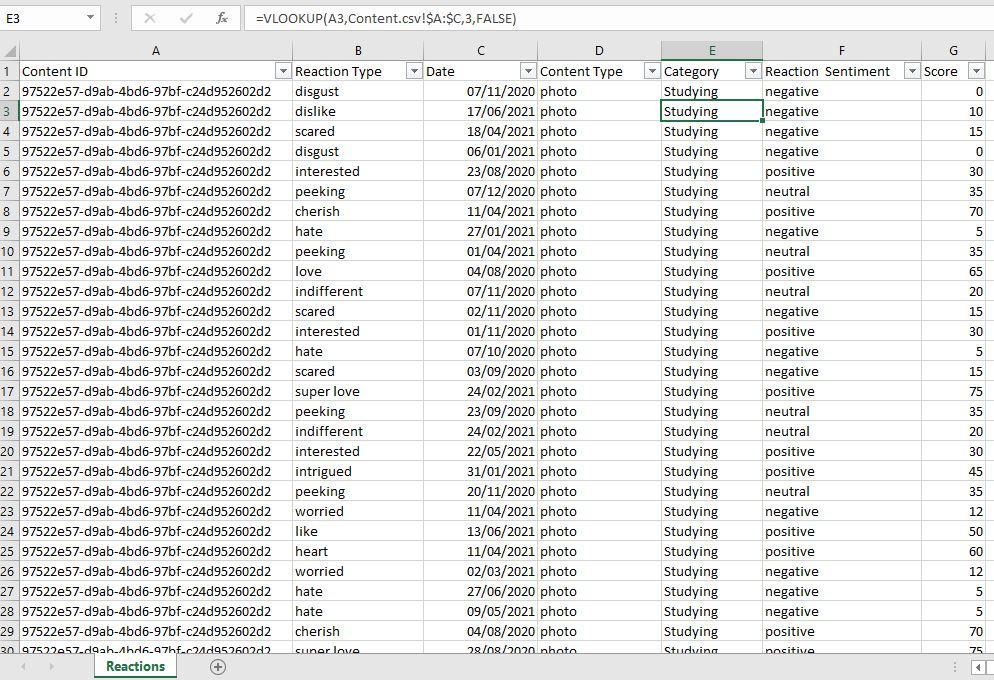 E3 fx =VLOOKUP(A3,Content.csv!$A:$C,3,FALSE)
A B C D E F G
1 Content ID Reaction Type Date Content Type Category Reaction  Sentiment Score
2 97522e57-d9ab-4bd6-97bf-c24d952602d2 disgust 07/11/2020 photo Studying negative 0
3 97522e57-d9ab-4bd6-97bf-c24d952602d2 dislike 17/06/2021 photo Studying negative 10
4 97522e57-d9ab-4bd6-97bf-c24d952602d2 scared 18/04/2021 photo Studying negative 15
5 97522e57-d9ab-4bd6-97bf-c24d952602d2 disgust 06/01/2021 photo Studying negative 0
6 97522e57-d9ab-4bd6-97bf-c24d952602d2 interested 23/08/2020 photo Studying positive 30
7 97522e57-d9ab-4bd6-97bf-c24d952602d2 peeking 07/12/2020 photo Studying neutral 35
8 97522e57-d9ab-4bd6-97bf-c24d952602d2 cherish 11/04/2021 photo Studying positive 70
9 97522e57-d9ab-4bd6-97bf-c24d952602d2 hate 27/01/2021 photo Studying negative 5
10 97522e57-d9ab-4bd6-97bf-c24d952602d2 peeking 01/04/2021 photo Studying neutral 35
11 97522e57-d9ab-4bd6-97bf-c24d952602d2 love 04/08/2020 photo Studying positive 65
12 97522e57-d9ab-4bd6-97bf-c24d952602d2 indifferent 07/11/2020 photo Studying neutral 20
13 97522e57-d9ab-4bd6-97bf-c24d952602d2 scared 02/11/2020 photo Studying negative 15
14 97522e57-d9ab-4bd6-97bf-c24d952602d2 interested 01/11/2020 photo Studying positive 30
15 97522e57-d9ab-4bd6-97bf-c24d952602d2 hate 07/10/2020 photo Studying negative 5
16 97522e57-d9ab-4bd6-97bf-c24d952602d2 scared 03/09/2020 photo Studying negative 15
17 97522e57-d9ab-4bd6-97bf-c24d952602d2 super love 24/02/2021 photo Studying positive 75
18 97522e57-d9ab-4bd6-97bf-c24d952602d2 peeking 23/09/2020 photo Studying neutral 35
19 97522e57-d9ab-4bd6-97bf-c24d952602d2 indifferent 24/02/2021 photo Studying neutral 20
20 97522e57-d9ab-4bd6-97bf-c24d952602d2 interested 22/05/2021 photo Studying positive 30
21 97522e57-d9ab-4bd6-97bf-c24d952602d2 intrigued 31/01/2021 photo Studying positive 45
22 97522e57-d9ab-4bd6-97bf-c24d952602d2 peeking 20/11/2020 photo Studying neutral 35
23 97522e57-d9ab-4bd6-97bf-c24d952602d2 worried 11/04/2021 photo Studying negative 12
24 97522e57-d9ab-4bd6-97bf-c24d952602d2 like 13/06/2021 photo Studying positive 50
25 97522e57-d9ab-4bd6-97bf-c24d952602d2 heart 11/04/2021 photo Studying positive 60
26 97522e57-d9ab-4bd6-97bf-c24d952602d2 worried 02/03/2021 photo Studying negative 12
27 97522e57-d9ab-4bd6-97bf-c24d952602d2 hate 27/06/2020 photo Studying negative 5
28 97522e57-d9ab-4bd6-97bf-c24d952602d2 hate 09/05/2021 photo Studying negative 5
29 97522e57-d9ab-4bd6-97bf-c24d952602d2 cherish 04/08/2020 photo Studying positive 70
30 97522e57-d9ab-4bd6-97bf-c24d952602d2 super love 28/08/2020 photo Studying positive 75
Reactions